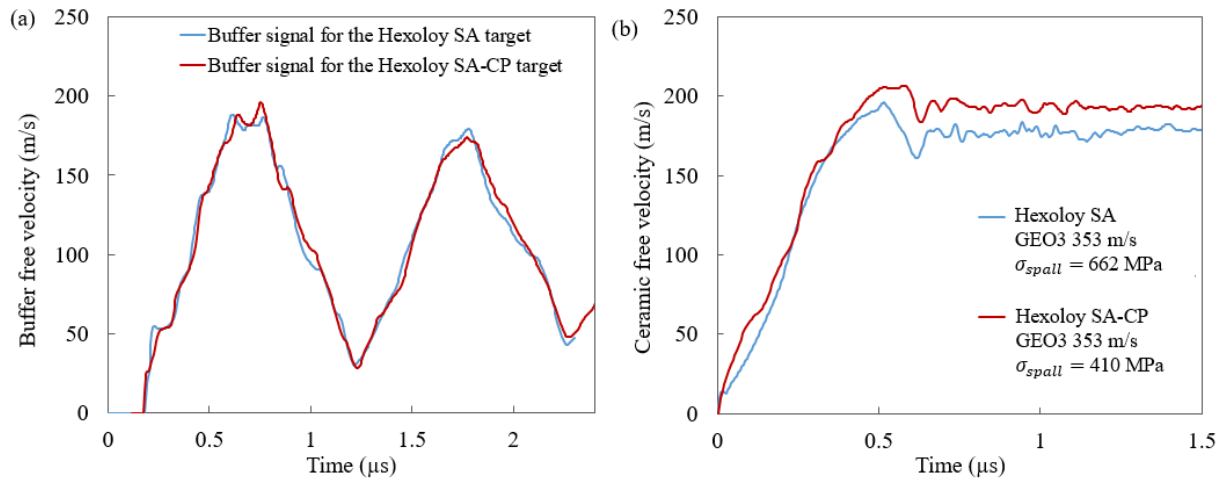 (a)
250
200
150
100
50
0
Buffer free velocity (m/s)
Buffer signal for the Hexoloy SA target
Buffer signal for the Hexoloy SA-CP target
0 0.5 1 1.5 2
Time (µs)
(b)
250
200
150
100
50
0
Ceramic free velocity (m/s)
Hexoloy SA
GEO3 353 m/s
σspall = 662 MPa
Hexoloy SA-CP
GEO3 353 m/s
σspall = 410 MPa
0 0.5 1 1.5
Time (µs)